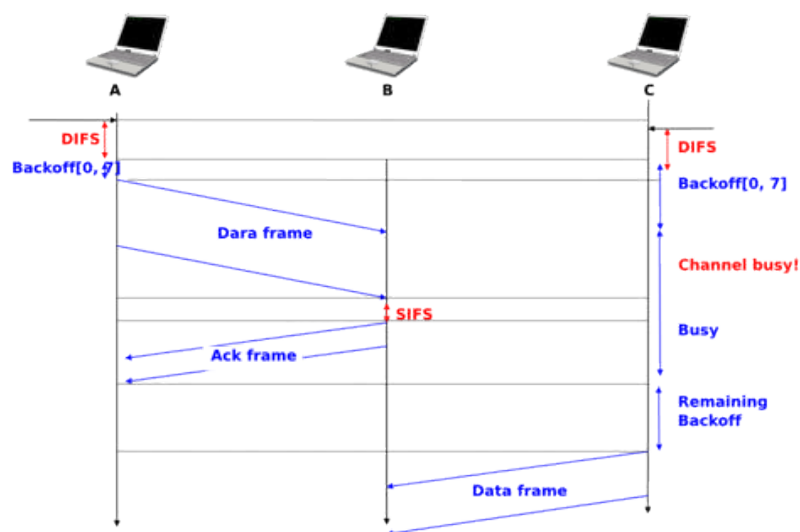 A
B
C
DIFS
DIFS
Backoff[0, 7]
Backoff[0, 7]
Dara frame
Channel busy!
SIFS
Busy
Ack frame
Remaining
Backoff
Data frame